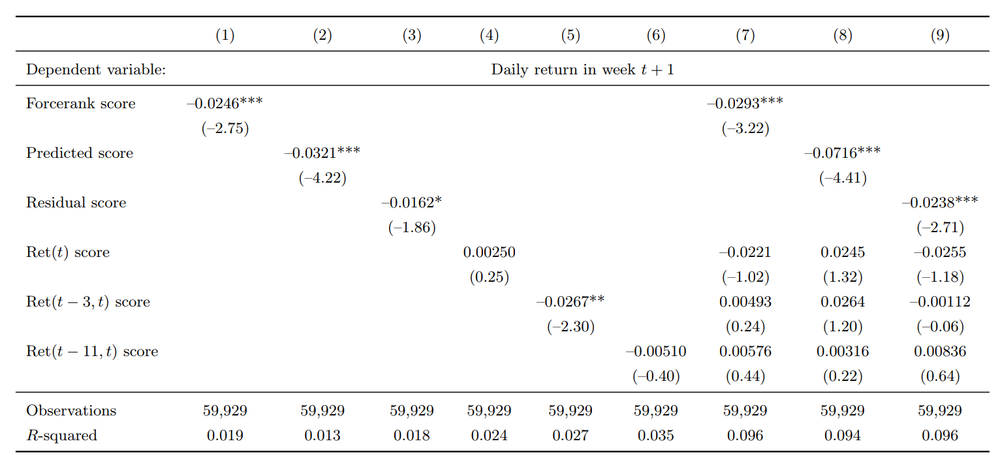 (1) (2) (3) (4) (5) (6) (7) (8) (9)
Dependent variable: Daily return in week t + 1
Forcerank score –0.0246*** –0.0293***
(–2.75) (–3.22)
Predicted score –0.0321*** –0.0716***
(–4.22) (–4.41)
Residual score –0.0162* –0.0238***
(–1.86) (–2.71)
Ret(t) score 0.00250 –0.0221 0.0245 –0.0255
(0.25) (–1.02) (1.32) (–1.18)
Ret(t − 3, t) score –0.0267** 0.00493 0.0264 –0.00112
(–2.30) (0.24) (1.20) (–0.06)
Ret(t − 11, t) score –0.00510 0.00576 0.00316 0.00836
(–0.40) (0.44) (0.22) (0.64)
Observations 59,929 59,929 59,929 59,929 59,929 59,929 59,929 59,929 59,929
R-squared 0.019 0.013 0.018 0.024 0.027 0.035 0.096 0.094 0.096